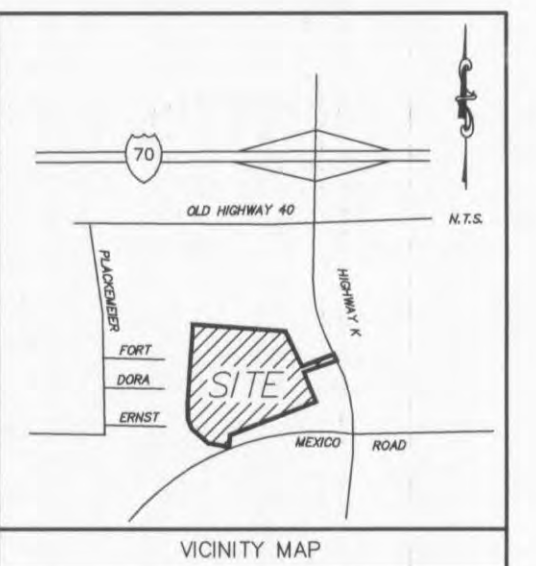 70
OLD HIGHWAY 40
N.T.S.
PLACKEMEIER
HIGHWAY K
FORT
DORA
SITE
ERNST
MEXICO ROAD
VICINITY MAP